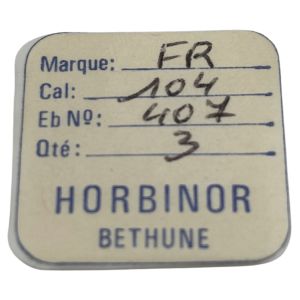 Marque: FR
Cal: 104
Eb Nº: 407
Qté: 3
HORBINOR
BETHUNE